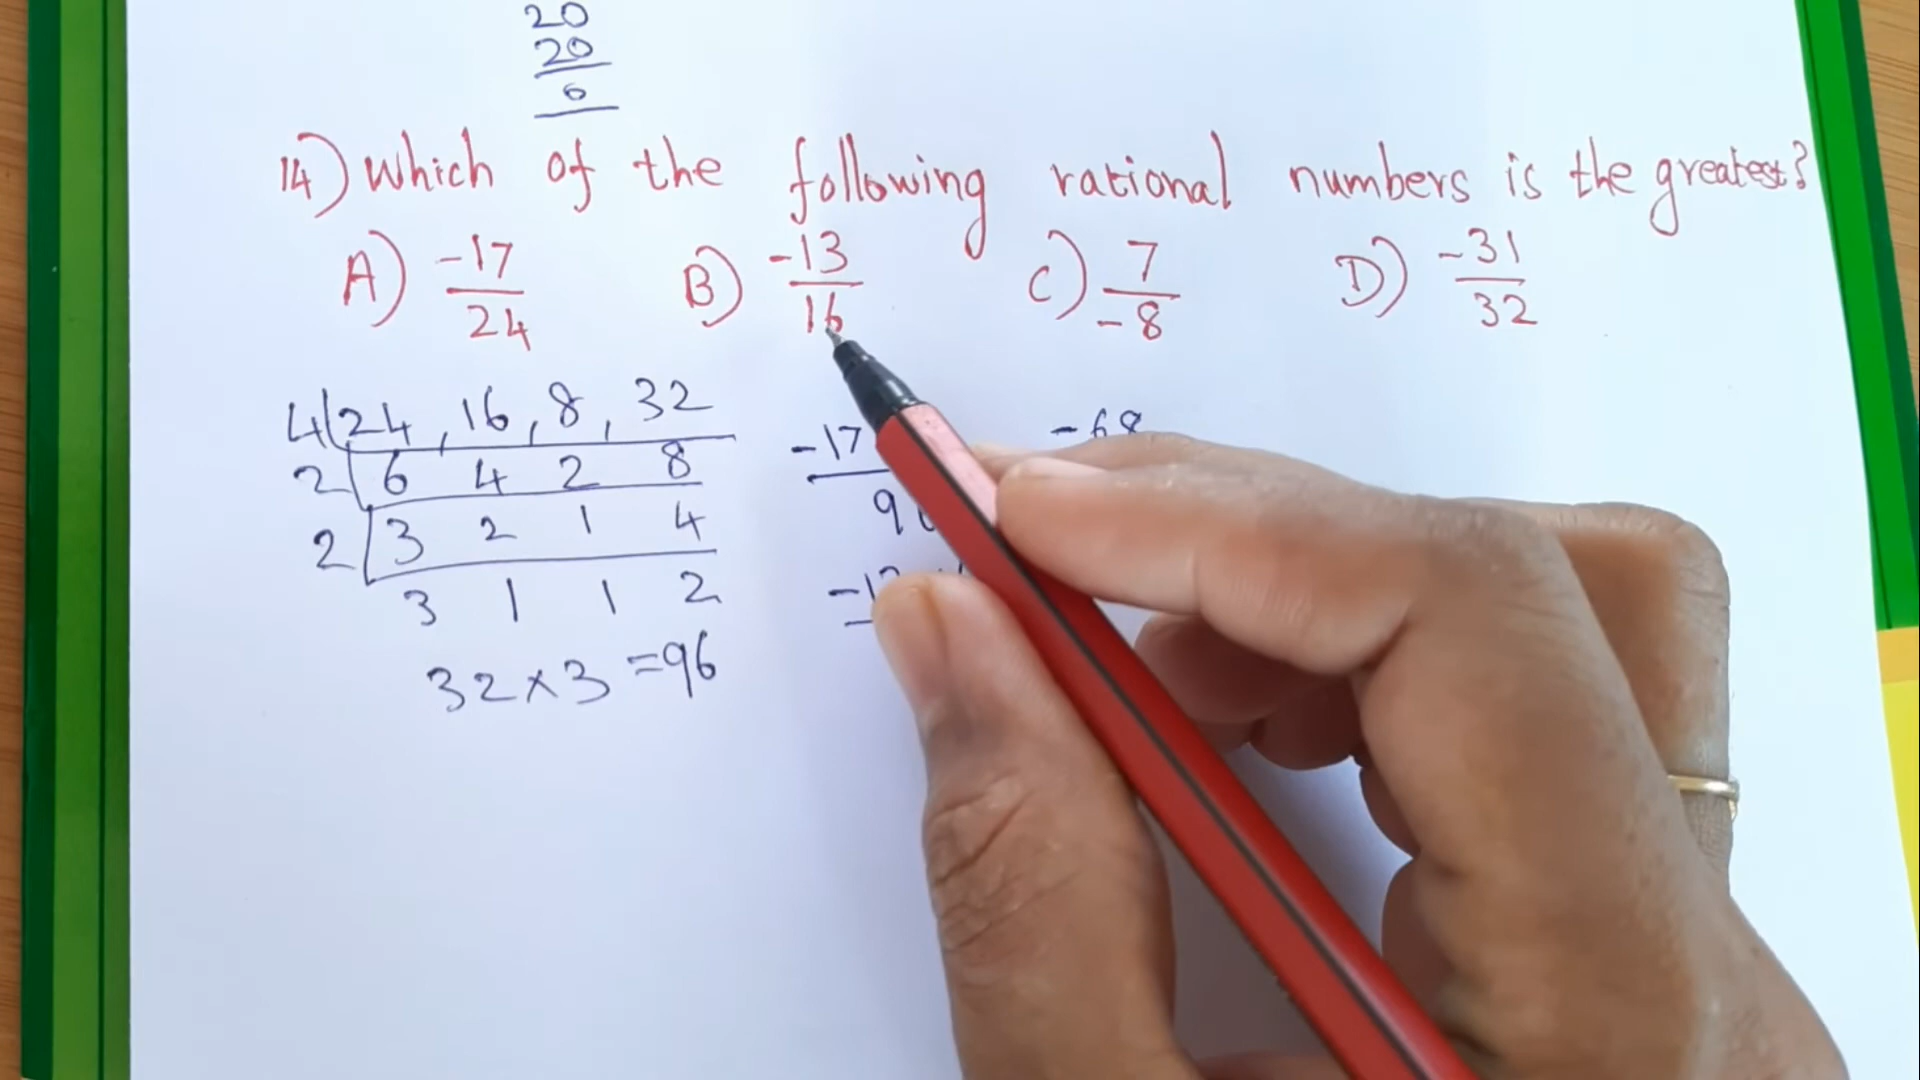 20
20
6
14) Which of the following rational numbers is the greatest?
A) -17/24 B) -13/16 C) 7/-8 D) -31/32
4 24, 16, 8, 32
2 6 4 2 8
2 3 2 1 4
3 1 1 2
32×3 =96
-17
-68